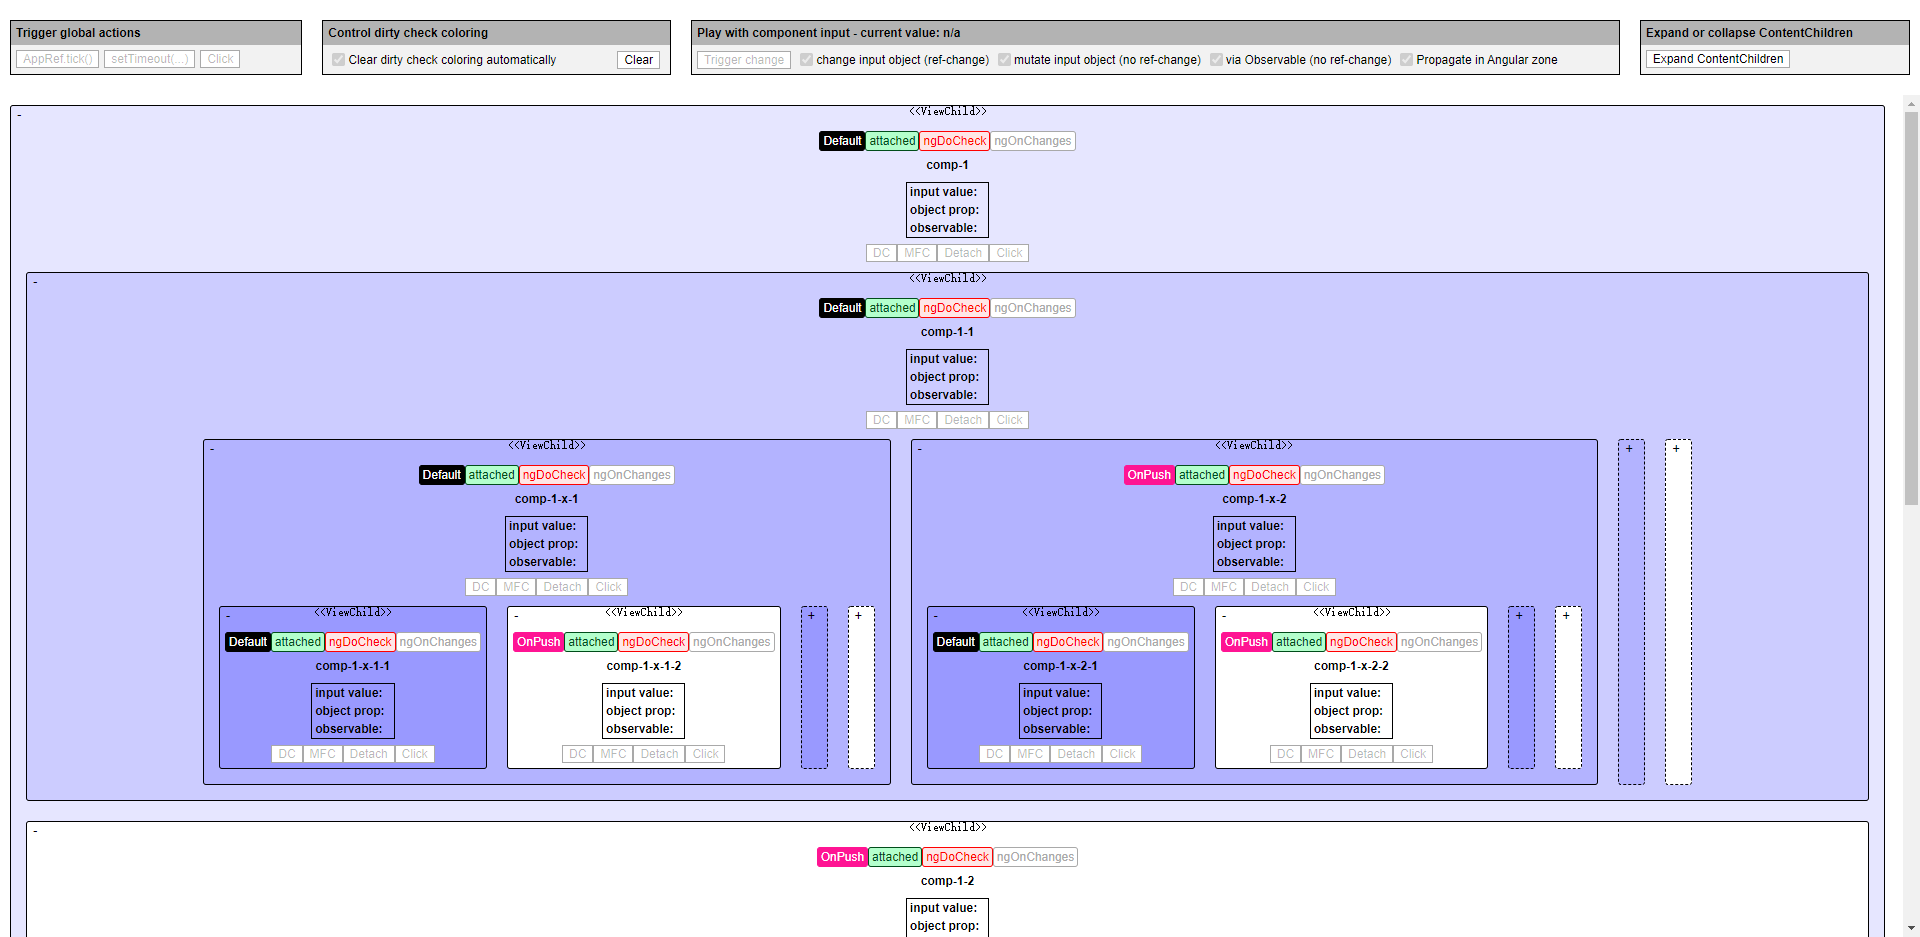 Trigger global actions
AppRef.tick() setTimeout(...) Click
Control dirty check coloring
Clear dirty check coloring automatically Clear
Play with component input - current value: n/a
Trigger change change input object (ref-change) mutate input object (no ref-change) via Observable (no ref-change) Propagate in Angular zone
Expand or collapse ContentChildren
Expand ContentChildren
- <<ViewChild>>
Default attached ngDoCheck ngOnChanges
comp-1
input value:
object prop:
observable:
DC MFC Detach Click
- <<ViewChild>>
Default attached ngDoCheck ngOnChanges
comp-1-1
input value:
object prop:
observable:
DC MFC Detach Click
- <<ViewChild>>
Default attached ngDoCheck ngOnChanges
comp-1-x-1
input value:
object prop:
observable:
DC MFC Detach Click
- <<ViewChild>>
Default attached ngDoCheck ngOnChanges
comp-1-x-1-1
input value:
object prop:
observable:
DC MFC Detach Click
- <<ViewChild>>
OnPush attached ngDoCheck ngOnChanges
comp-1-x-1-2
input value:
object prop:
observable:
DC MFC Detach Click
+ +
- <<ViewChild>>
OnPush attached ngDoCheck ngOnChanges
comp-1-x-2
input value:
object prop:
observable:
DC MFC Detach Click
- <<ViewChild>>
Default attached ngDoCheck ngOnChanges
comp-1-x-2-1
input value:
object prop:
observable:
DC MFC Detach Click
- <<ViewChild>>
OnPush attached ngDoCheck ngOnChanges
comp-1-x-2-2
input value:
object prop:
observable:
DC MFC Detach Click
+ +
+ +
- <<ViewChild>>
OnPush attached ngDoCheck ngOnChanges
comp-1-2
input value:
object prop: